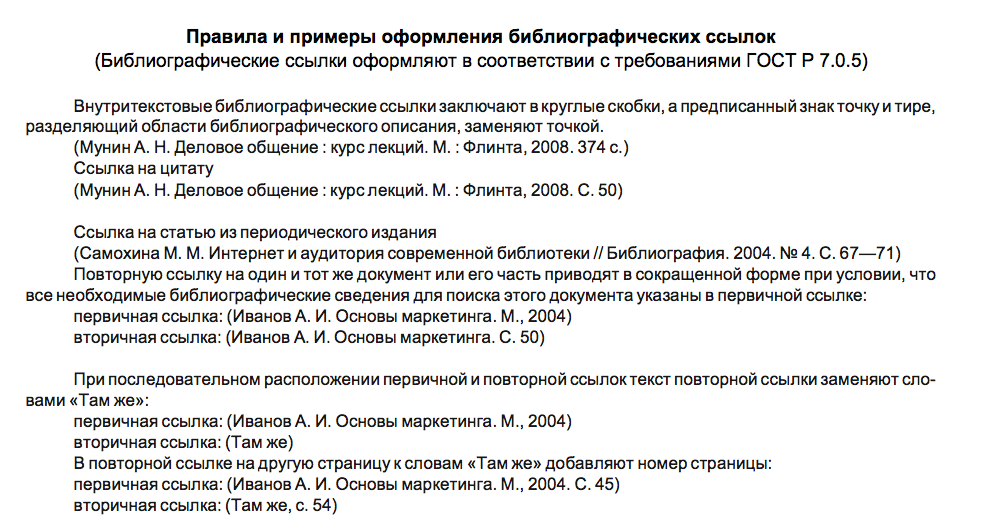 Правила и примеры оформления библиографических ссылок
(Библиографические ссылки оформляют в соответствии с требованиями ГОСТ Р 7.0.5)
Внутритекстовые библиографические ссылки заключают в круглые скобки, а предписанный знак точку и тире,
разделяющий области библиографического описания, заменяют точкой.
(Мунин А. Н. Деловое общение : курс лекций. М. : Флинта, 2008. 374 с.)
Ссылка на цитату
(Мунин А. Н. Деловое общение : курс лекций. М. : Флинта, 2008. С. 50)
Ссылка на статью из периодического издания
(Самохина М. М. Интернет и аудитория современной библиотеки // Библиография. 2004. № 4. С. 67—71)
Повторную ссылку на один и тот же документ или его часть приводят в сокращенной форме при условии, что
все необходимые библиографические сведения для поиска этого документа указаны в первичной ссылке:
первичная ссылка: (Иванов А. И. Основы маркетинга. М., 2004)
вторичная ссылка: (Иванов А. И. Основы маркетинга. С. 50)
При последовательном расположении первичной и повторной ссылок текст повторной ссылки заменяют сло-
вами «Там же»:
первичная ссылка: (Иванов А. И. Основы маркетинга. М., 2004)
вторичная ссылка: (Там же)
В повторной ссылке на другую страницу к словам «Там же» добавляют номер страницы:
первичная ссылка: (Иванов А. И. Основы маркетинга. М., 2004. С. 45)
вторичная ссылка: (Там же, с. 54)